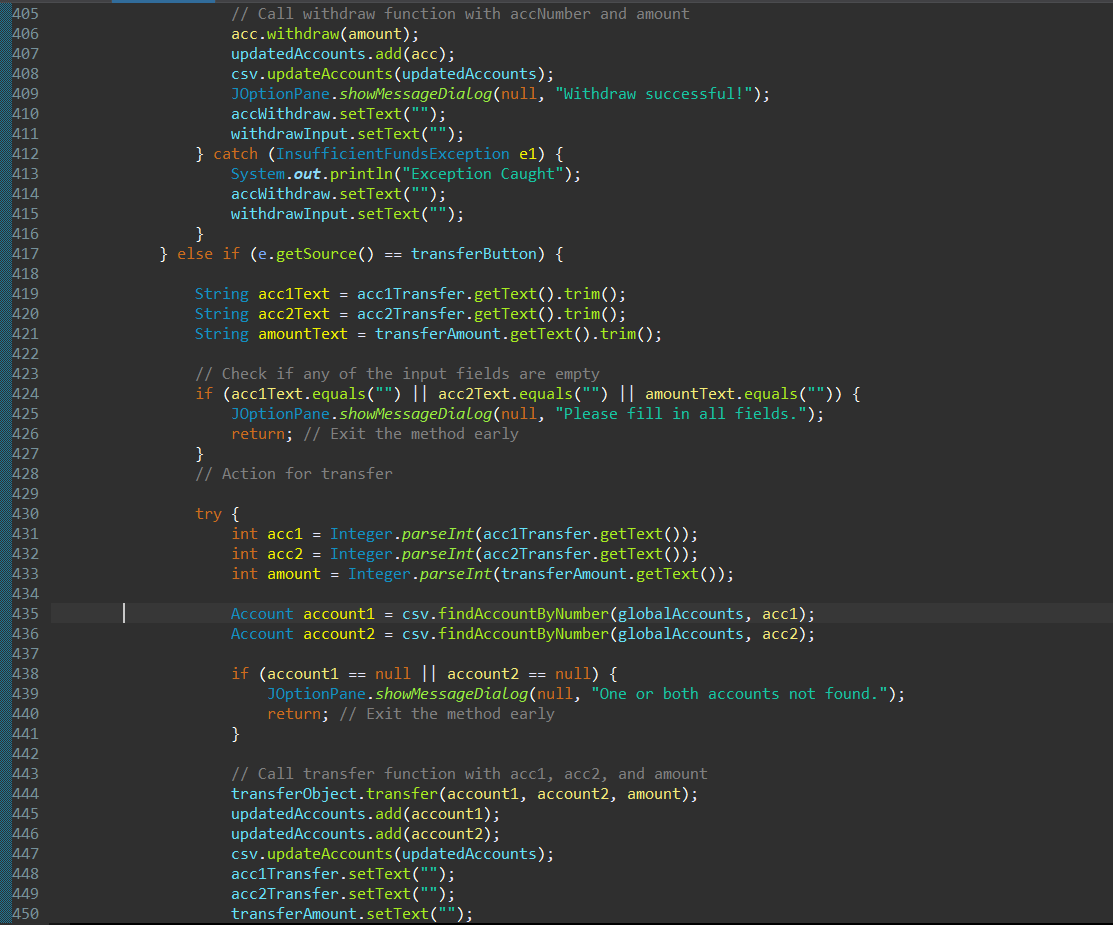 405 // Call withdraw function with accNumber and amount
406 acc.withdraw(amount);
407 updatedAccounts.add(acc);
408 csv.updateAccounts(updatedAccounts);
409 JOptionPane.showMessageDialog(null, "Withdraw successful!");
410 accWithdraw.setText("");
411 withdrawInput.setText("");
412 } catch (InsufficientFundsException e1) {
413 System.out.println("Exception Caught");
414 accWithdraw.setText("");
415 withdrawInput.setText("");
416 }
417 } else if (e.getSource() == transferButton) {
418
419 String acc1Text = acc1Transfer.getText().trim();
420 String acc2Text = acc2Transfer.getText().trim();
421 String amountText = transferAmount.getText().trim();
422
423 // Check if any of the input fields are empty
424 if (acc1Text.equals("") || acc2Text.equals("") || amountText.equals("")) {
425 JOptionPane.showMessageDialog(null, "Please fill in all fields.");
426 return; // Exit the method early
427 }
428 // Action for transfer
429
430 try {
431 int acc1 = Integer.parseInt(acc1Transfer.getText());
432 int acc2 = Integer.parseInt(acc2Transfer.getText());
433 int amount = Integer.parseInt(transferAmount.getText());
434
435 Account account1 = csv.findAccountByNumber(globalAccounts, acc1);
436 Account account2 = csv.findAccountByNumber(globalAccounts, acc2);
437
438 if (account1 == null || account2 == null) {
439 JOptionPane.showMessageDialog(null, "One or both accounts not found.");
440 return; // Exit the method early
441 }
442
443 // Call transfer function with acc1, acc2, and amount
444 transferObject.transfer(account1, account2, amount);
445 updatedAccounts.add(account1);
446 updatedAccounts.add(account2);
447 csv.updateAccounts(updatedAccounts);
448 acc1Transfer.setText("");
449 acc2Transfer.setText("");
450 transferAmount.setText("");